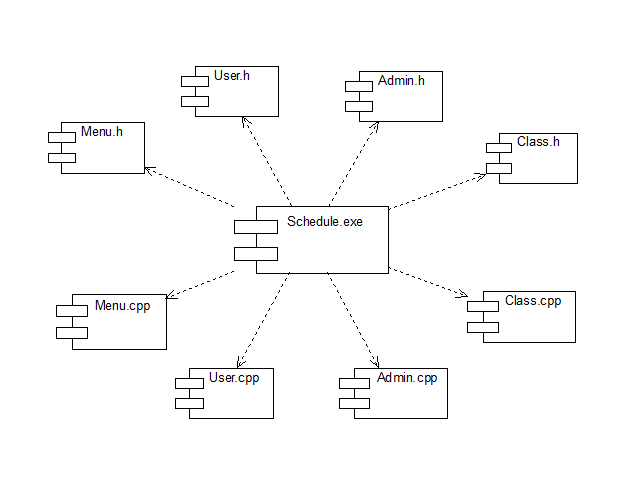 User.h
Admin.h
Menu.h
Class.h
Schedule.exe
Menu.cpp
Class.cpp
User.cpp
Admin.cpp